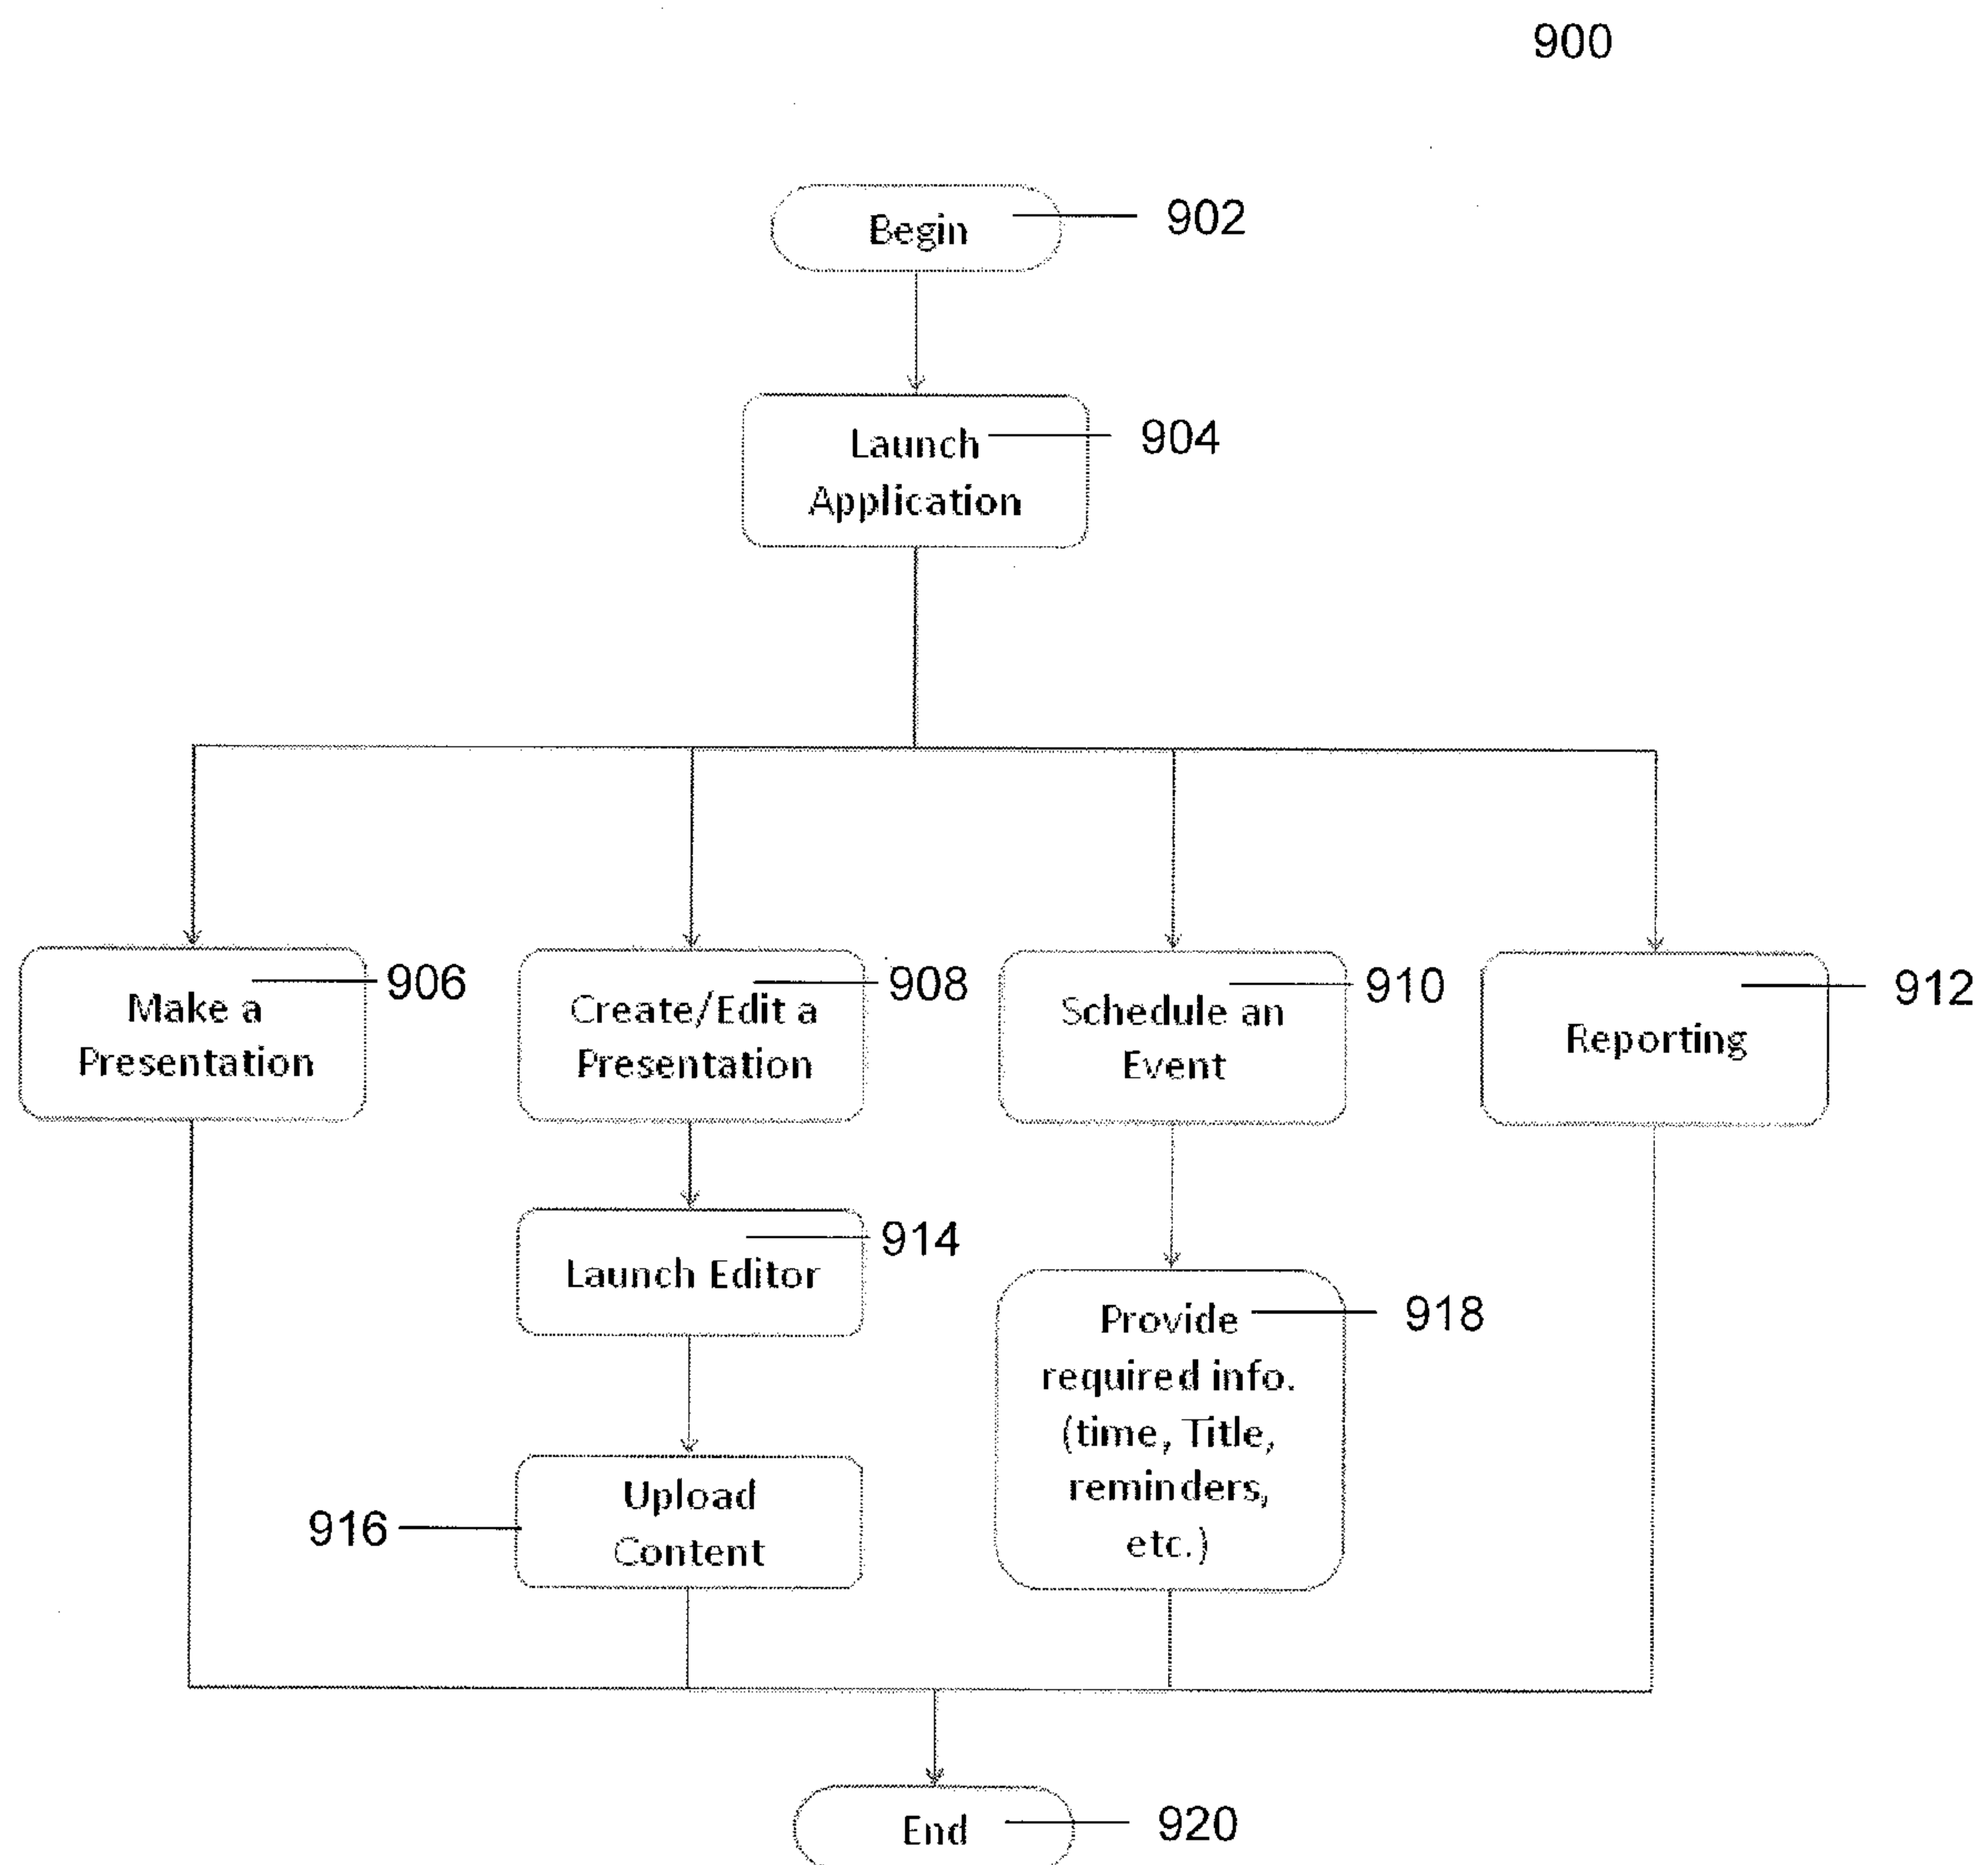 900
Begin
902
Launch
Application
904
Make a
Presentation
906
Create/Edit a
Presentation
908
Schedule an
Event
910
Reporting
912
Launch Editor
914
Provide
required info.
(time, Title,
reminders,
etc.)
918
Upload
Content
916
End
920